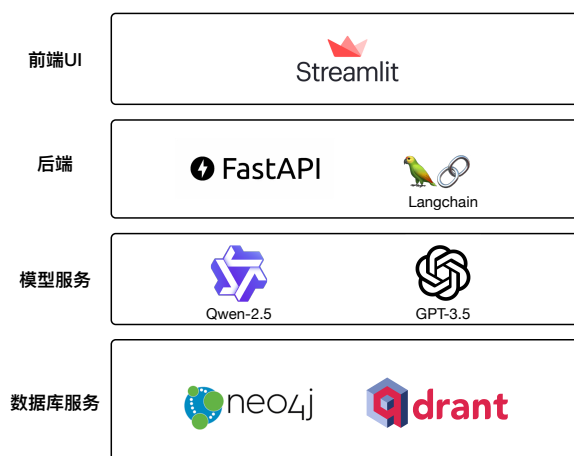 前端UI
Streamlit
后端
FastAPI
Langchain
模型服务
Qwen-2.5
GPT-3.5
数据库服务
neo4j
qdrant